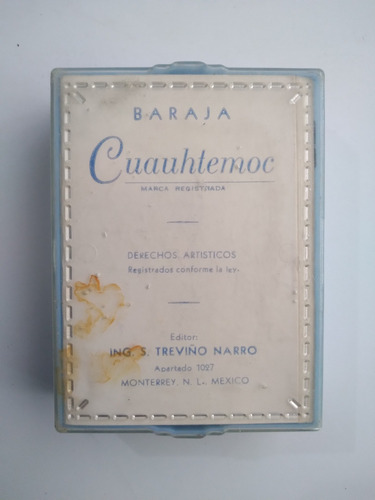 BARAJA
Cuauhtemoc
MARCA REGISTRADA
DERECHOS ARTISTICOS
Registrados conforme la ley-
Editor:
ING. S. TREVIÑO NARRO
Apartado 1027
MONTERREY, N. L. MEXICO